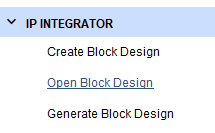 IP INTEGRATOR
Create Block Design
Open Block Design
Generate Block Design